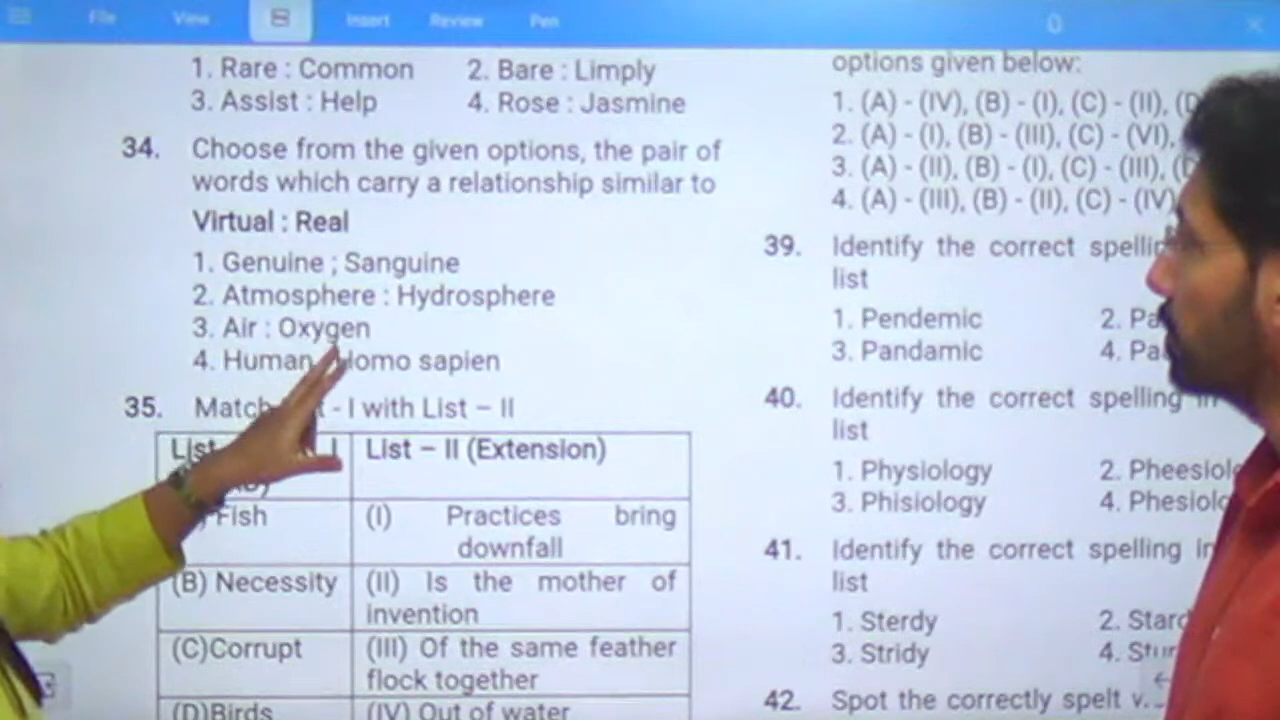 File View Insert Review Pen
1. Rare : Common 2. Bare : Limply
3. Assist : Help 4. Rose : Jasmine
34. Choose from the given options, the pair of
words which carry a relationship similar to
Virtual : Real
1. Genuine ; Sanguine
2. Atmosphere : Hydrosphere
3. Air : Oxygen
4. Human Homo sapien
35. Match - I with List – II
List I List – II (Extension)
Fish (I) Practices bring
downfall
(B) Necessity (II) Is the mother of
invention
(C)Corrupt (III) Of the same feather
flock together
(D)Birds (IV) Out of water
options given below:
1. (A) - (IV), (B) - (I), (C) - (II), (D
2. (A) - (I), (B) - (III), (C) - (VI),
3. (A) - (II), (B) - (I), (C) - (III), (D
4. (A) - (III), (B) - (II), (C) - (IV)
39. Identify the correct
list
1. Pendemic 2.
3. Pandamic 4.
40. Identify the correct spelling in
list
1. Physiology 2.
3. Phisiology 4.
41. Identify the correct spelling in
list
1. Sterdy 2.
3. Stridy 4.
42. Spot the correctly spelt